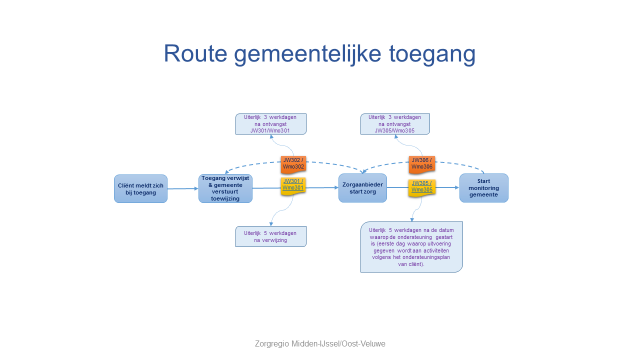 Route gemeentelijke toegang
Uiterlijk 3 werkdagen
na ontvangst
JW301/Wmo301
Uiterlijk 3 werkdagen
na ontvangst
JW305/Wmo305
JW302 /
Wmo302
JW306 /
Wmo306
Cliënt meldt zich
bij toegang
Toegang verwijst
& gemeente
verstuurt
toewijzing
JW301 /
Wmo301
Zorgaanbieder
start zorg
JW305 /
Wmo305
Start
monitoring
gemeente
Uiterlijk 5 werkdagen
na verwijzing
Uiterlijk 5 werkdagen na de datum
waarop de ondersteuning gestart
is (eerste dag waarop uitvoering
gegeven wordt aan activiteiten
volgens het ondersteuningsplan
van cliënt).
Zorgregio Midden-IJssel/Oost-Veluwe